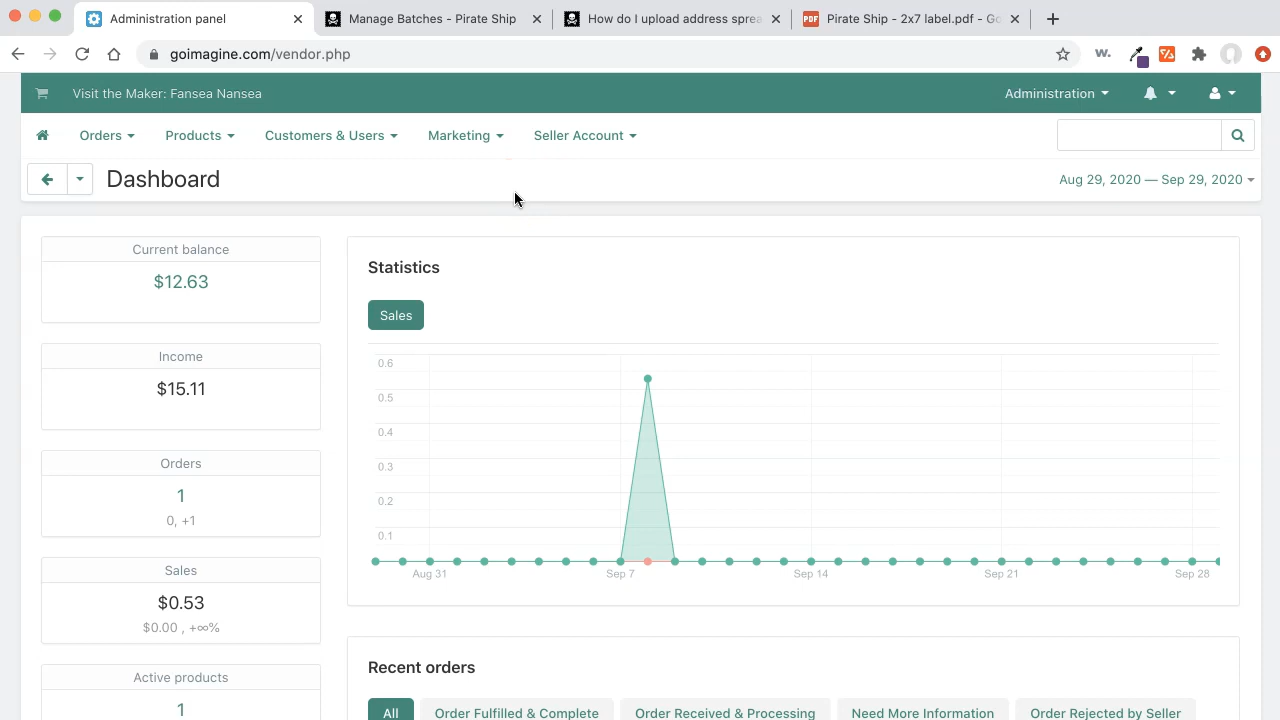 Administration panel
Manage Batches - Pirate Ship
How do I upload address sprea
PDF
Pirate Ship - 2x7 label.pdf - Go
goimagine.com/vendor.php
W.
Visit the Maker: Fansea Nansea
Administration
Orders
Products
Customers & Users
Marketing
Seller Account
Dashboard
Aug 29, 2020 — Sep 29, 2020
Current balance
$12.63
Income
$15.11
Orders
1
0, +1
Sales
$0.53
$0.00 , +∞%
Active products
1
Statistics
Sales
0.6
0.5
0.4
0.3
0.2
0.1
Aug 31
Sep 7
Sep 14
Sep 21
Sep 28
Recent orders
All
Order Fulfilled & Complete
Order Received & Processing
Need More Information
Order Rejected by Seller